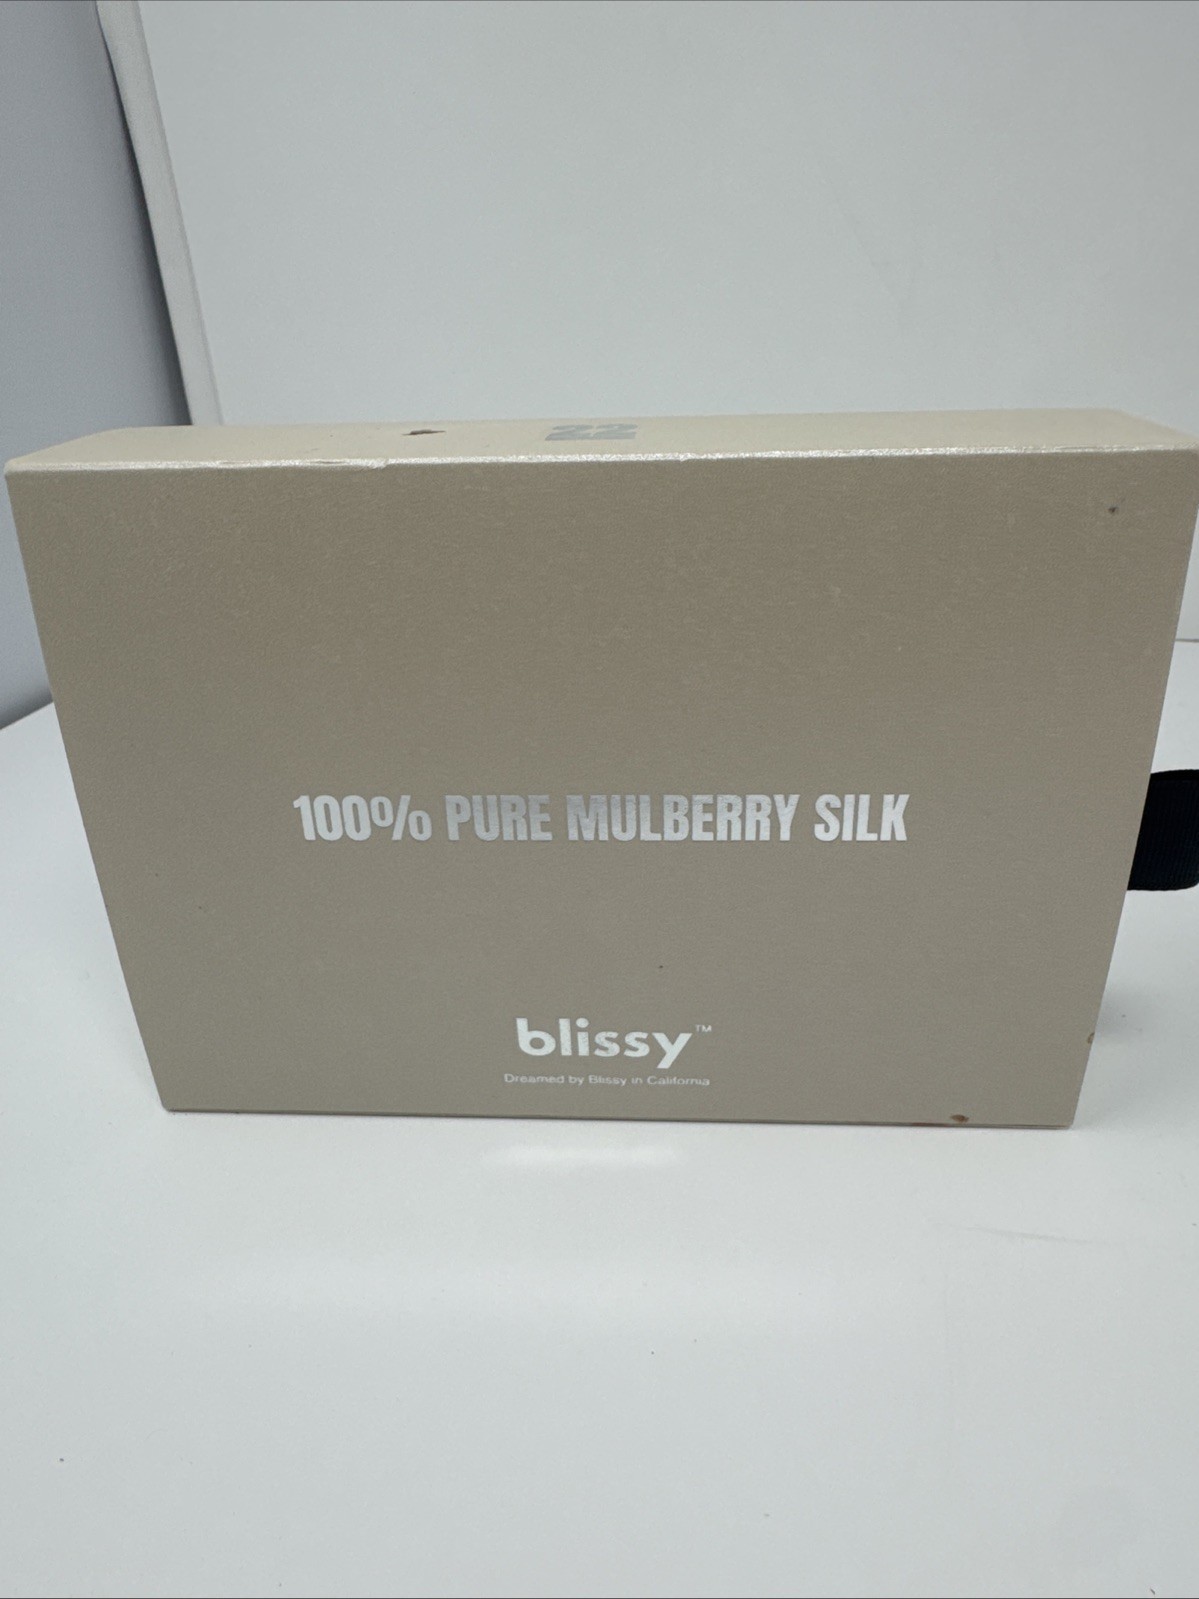 22
100% PURE MULBERRY SILK
blissy™
Dreamed by Blissy in California